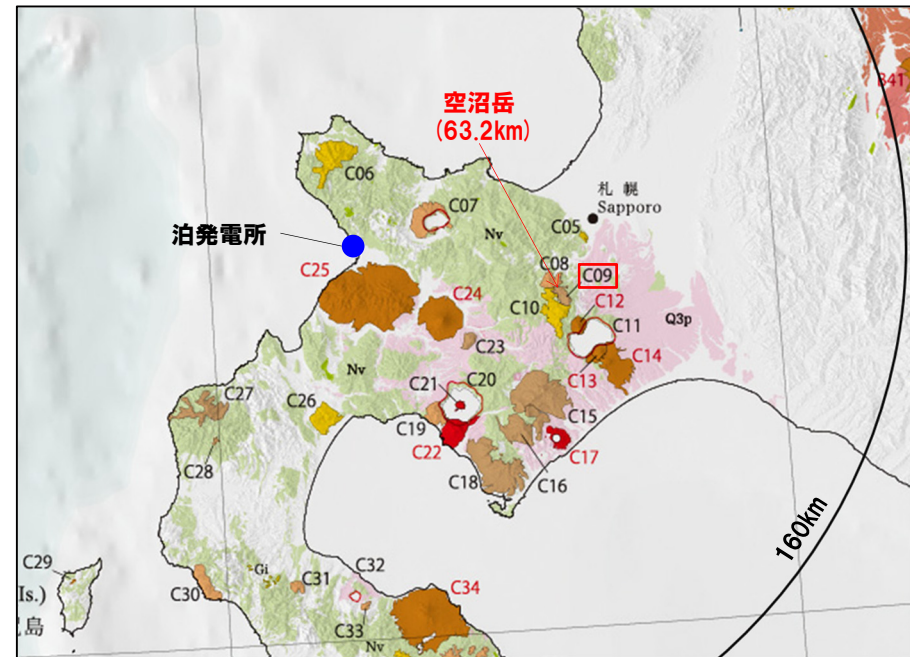 B41
空沼岳
(63.2km)
C06
札幌
Sapporo
C07
C05
Nv
泊発電所
C08
C09
C25
C24
C10
C12
C11
Q3p
C23
C14
C13
Nv
C21
C20
C27
C26
C15
C19
C22
C17
C28
C18
C16
160km
C29
C32
Gi
C31
C34
Is.)
島
C30
C33
Nv